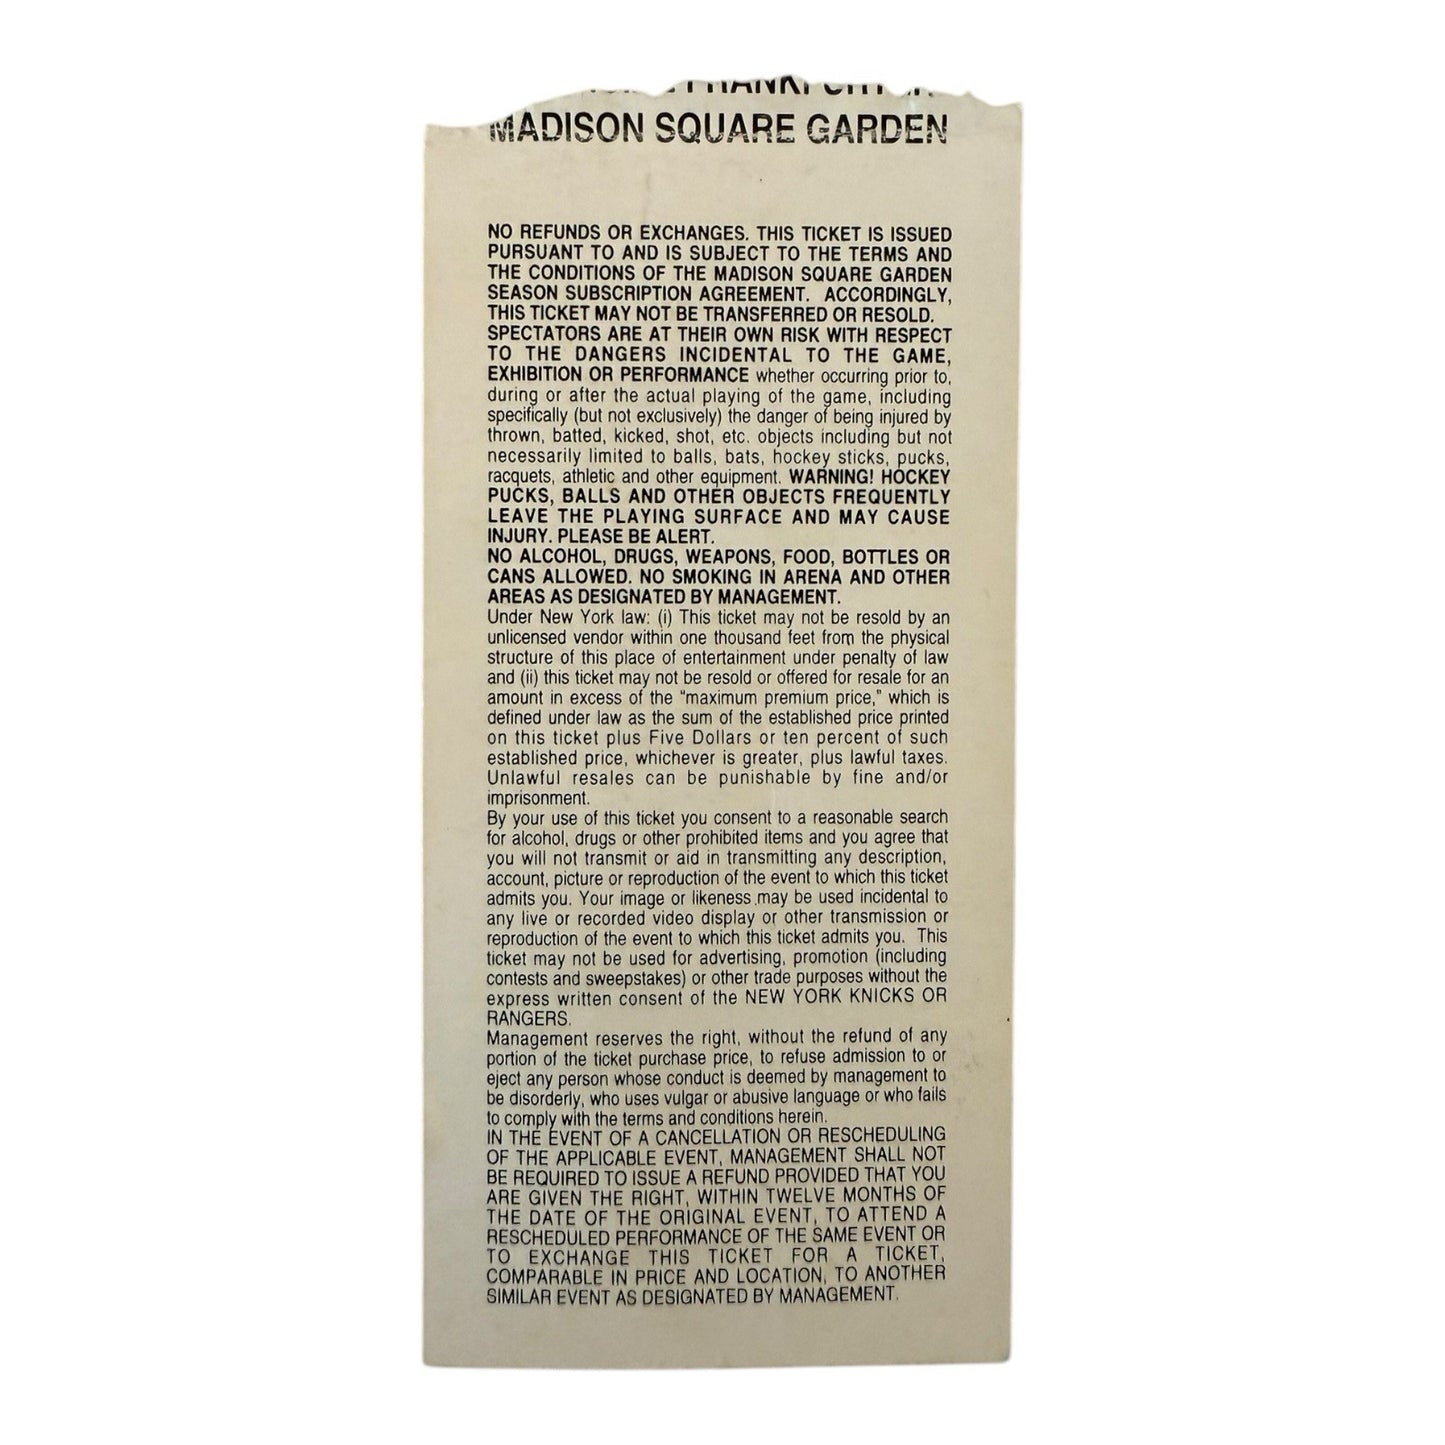 MADISON SQUARE GARDEN
NO REFUNDS OR EXCHANGES. THIS TICKET IS ISSUED
PURSUANT TO AND IS SUBJECT TO THE TERMS AND
THE CONDITIONS OF THE MADISON SQUARE GARDEN
SEASON SUBSCRIPTION AGREEMENT. ACCORDINGLY,
THIS TICKET MAY NOT BE TRANSFERRED OR RESOLD.
SPECTATORS ARE AT THEIR OWN RISK WITH RESPECT
TO THE DANGERS INCIDENTAL TO THE GAME,
EXHIBITION OR PERFORMANCE whether occurring prior to,
during or after the actual playing of the game, including
specifically (but not exclusively) the danger of being injured by
thrown, batted, kicked, shot, etc. objects including but not
necessarily limited to balls, bats, hockey sticks, pucks,
racquets, athletic and other equipment. WARNING! HOCKEY
PUCKS, BALLS AND OTHER OBJECTS FREQUENTLY
LEAVE THE PLAYING SURFACE AND MAY CAUSE
INJURY. PLEASE BE ALERT.
NO ALCOHOL, DRUGS, WEAPONS, FOOD, BOTTLES OR
CANS ALLOWED. NO SMOKING IN ARENA AND OTHER
AREAS AS DESIGNATED BY MANAGEMENT.
Under New York law: (i) This ticket may not be resold by an
unlicensed vendor within one thousand feet from the physical
structure of this place of entertainment under penalty of law
and (ii) this ticket may not be resold or offered for resale for an
amount in excess of the "maximum premium price," which is
defined under law as the sum of the established price printed
on this ticket plus Five Dollars or ten percent of such
established price, whichever is greater, plus lawful taxes.
Unlawful resales can be punishable by fine and/or
imprisonment.
By your use of this ticket you consent to a reasonable search
for alcohol, drugs or other prohibited items and you agree that
you will not transmit or aid in transmitting any description,
account, picture or reproduction of the event to which this ticket
admits you. Your image or likeness may be used incidental to
any live or recorded video display or other transmission or
reproduction of the event to which this ticket admits you. This
ticket may not be used for advertising, promotion (including
contests and sweepstakes) or other trade purposes without the
express written consent of the NEW YORK KNICKS OR
RANGERS.
Management reserves the right, without the refund of any
portion of the ticket purchase price, to refuse admission to or
eject any person whose conduct is deemed by management to
be disorderly, who uses vulgar or abusive language or who fails
to comply with the terms and conditions herein.
IN THE EVENT OF A CANCELLATION OR RESCHEDULING
OF THE APPLICABLE EVENT, MANAGEMENT SHALL NOT
BE REQUIRED TO ISSUE A REFUND PROVIDED THAT YOU
ARE GIVEN THE RIGHT, WITHIN TWELVE MONTHS OF
THE DATE OF THE ORIGINAL EVENT, TO ATTEND A
RESCHEDULED PERFORMANCE OF THE SAME EVENT OR
TO EXCHANGE THIS TICKET FOR A TICKET,
COMPARABLE IN PRICE AND LOCATION, TO ANOTHER
SIMILAR EVENT AS DESIGNATED BY MANAGEMENT.